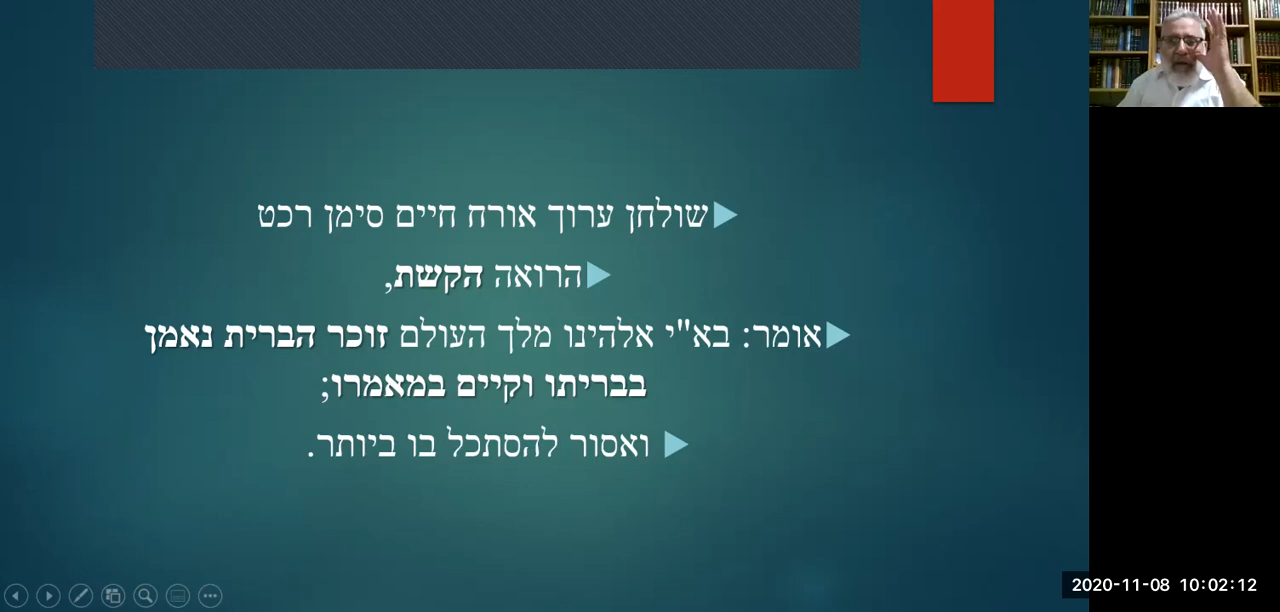 שולחן ערוך אורח חיים סימן רכט
הרואה הקשת,
אומר: בא"י אלהינו מלך העולם זוכר הברית נאמן
בבריתו וקיים במאמרו;
ואסור להסתכל בו ביותר.
2020-11-08 10:02:12